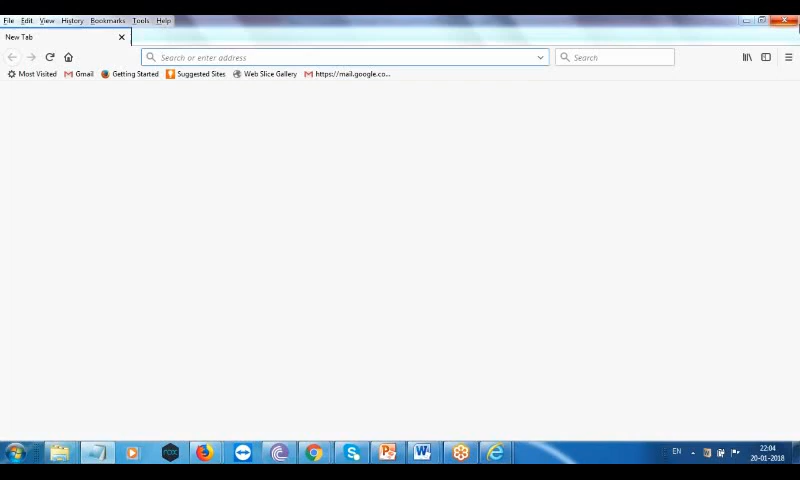 File Edit View History Bookmarks Tools Help
New Tab
Search or enter address Search
Most Visited Gmail Getting Started Suggested Sites Web Slice Gallery https://mail.google.co...
EN 22:04
20-01-2018